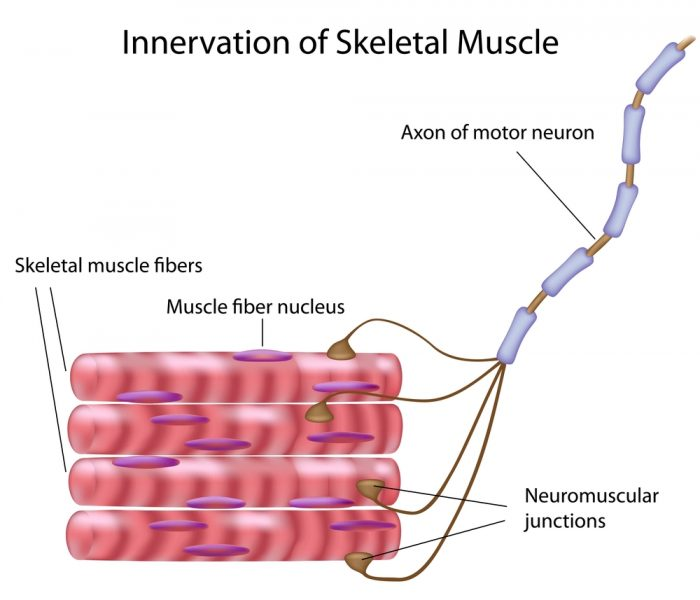 Innervation of Skeletal Muscle
Axon of motor neuron
Skeletal muscle fibers
Muscle fiber nucleus
Neuromuscular
junctions